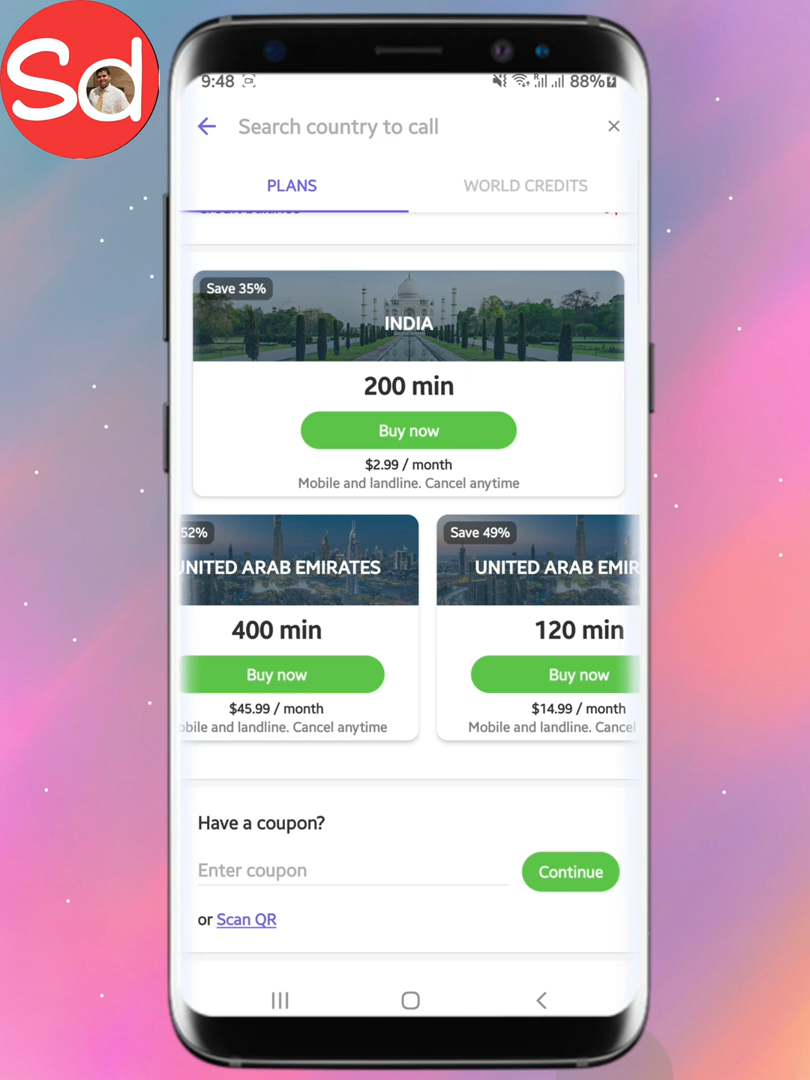 Sd
9:48 88%
Search country to call
PLANS WORLD CREDITS
Save 35%
INDIA
200 min
Buy now
$2.99 / month
Mobile and landline. Cancel anytime
52% Save 49%
UNITED ARAB EMIRATES UNITED ARAB EMIR
400 min 120 min
Buy now Buy now
$45.99 / month $14.99 / month
obile and landline. Cancel anytime Mobile and landline. Cancel
Have a coupon?
Enter coupon Continue
or Scan QR